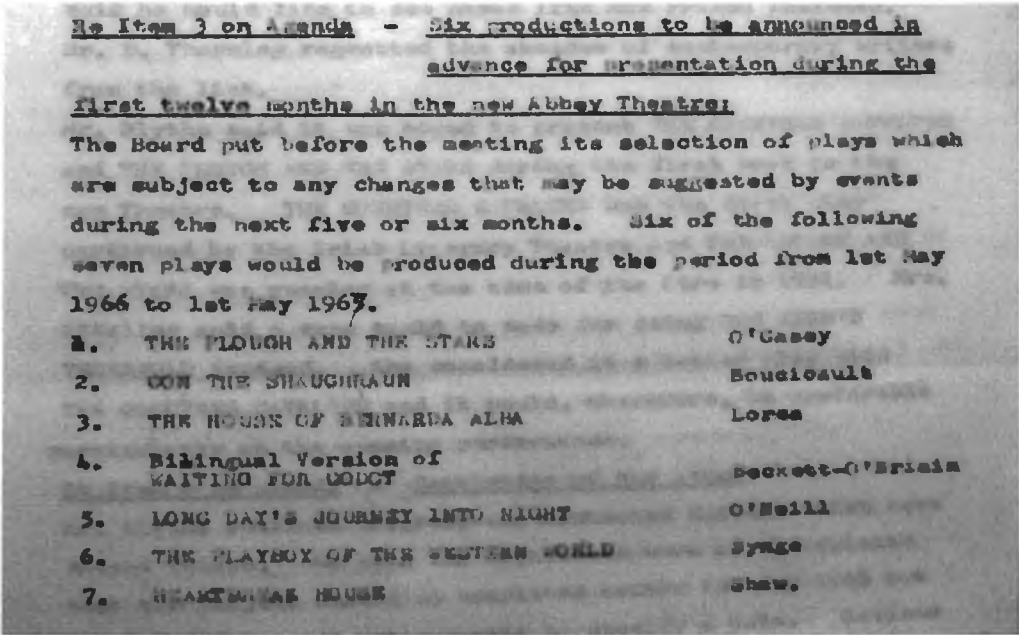 Re Item 3 on Agenda - Six productions to be announced in
advance for presentation during the
first twelve months in the new Abbey Theatre:
The Board put before the meeting its selection of plays which
are subject to any changes that may be suggested by events
during the next five or six months. Six of the following
seven plays would be produced during the period from 1st May
1966 to 1st May 1967.
1. THE PLOUGH AND THE STARS O'Casey
2. CON THE SHAUGHRAUN Boucicault
3. THE HOUSE OF BERNARDA ALBA Lorca
4. Bilingual Version of
WAITING FOR GODOT Beckett-O'Briain
5. LONG DAY'S JOURNEY INTO NIGHT O'Neill
6. THE PLAYBOY OF THE WESTERN WORLD Synge
7. HEARTBREAK HOUSE Shaw.